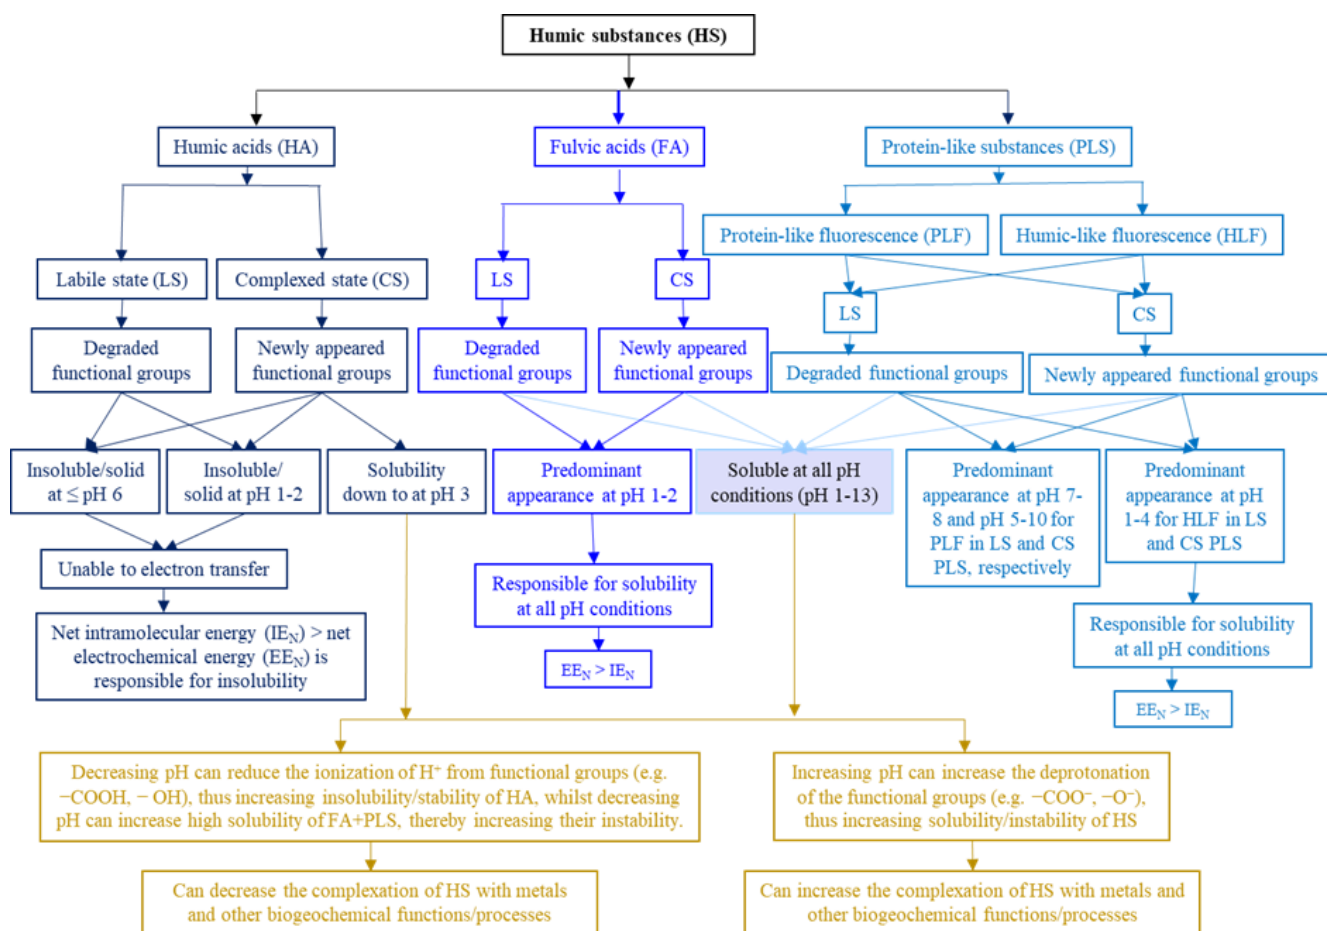 Humic substances (HS)
Humic acids (HA)
Fulvic acids (FA)
Protein-like substances (PLS)
Protein-like fluorescence (PLF)
Humic-like fluorescence (HLF)
Labile state (LS)
Complexed state (CS)
LS
CS
LS
CS
Degraded
functional groups
Newly appeared
functional groups
Degraded
functional groups
Newly appeared
functional groups
Degraded functional groups
Newly appeared functional groups
Insoluble/solid
at ≤ pH 6
Insoluble/
solid at pH 1-2
Solubility
down to at pH 3
Predominant
appearance at pH 1-2
Soluble at all pH
conditions (pH 1-13)
Predominant
appearance at pH 7-
8 and pH 5-10 for
PLF in LS and CS
PLS, respectively
Predominant
appearance at pH
1-4 for HLF in LS
and CS PLS
Unable to electron transfer
Responsible for solubility
at all pH conditions
Responsible for solubility
at all pH conditions
Net intramolecular energy (IE_N) > net
electrochemical energy (EE_N) is
responsible for insolubility
EE_N > IE_N
EE_N > IE_N
Decreasing pH can reduce the ionization of H⁺ from functional groups (e.g.
−COOH, − OH), thus increasing insolubility/stability of HA, whilst decreasing
pH can increase high solubility of FA+PLS, thereby increasing their instability.
Increasing pH can increase the deprotonation
of the functional groups (e.g. −COO⁻, −O⁻),
thus increasing solubility/instability of HS
Can decrease the complexation of HS with metals
and other biogeochemical functions/processes
Can increase the complexation of HS with metals and
other biogeochemical functions/processes